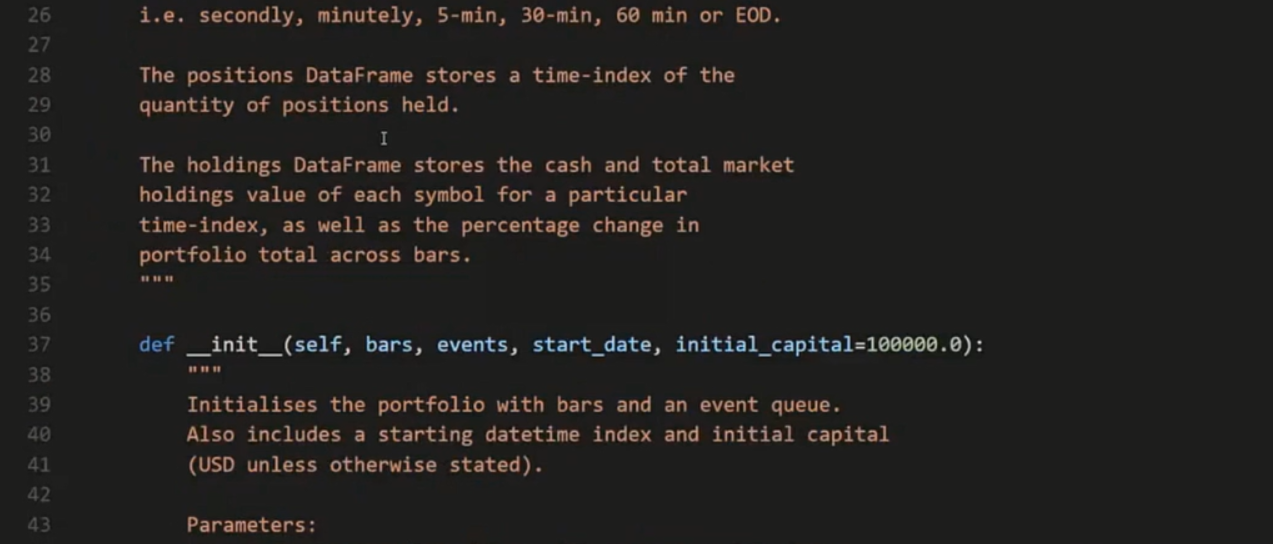 26 i.e. secondly, minutely, 5-min, 30-min, 60 min or EOD.
27
28 The positions DataFrame stores a time-index of the
29 quantity of positions held.
30
31 The holdings DataFrame stores the cash and total market
32 holdings value of each symbol for a particular
33 time-index, as well as the percentage change in
34 portfolio total across bars.
35 """
36
37 def __init__(self, bars, events, start_date, initial_capital=100000.0):
38 """
39 Initialises the portfolio with bars and an event queue.
40 Also includes a starting datetime index and initial capital
41 (USD unless otherwise stated).
42
43 Parameters: